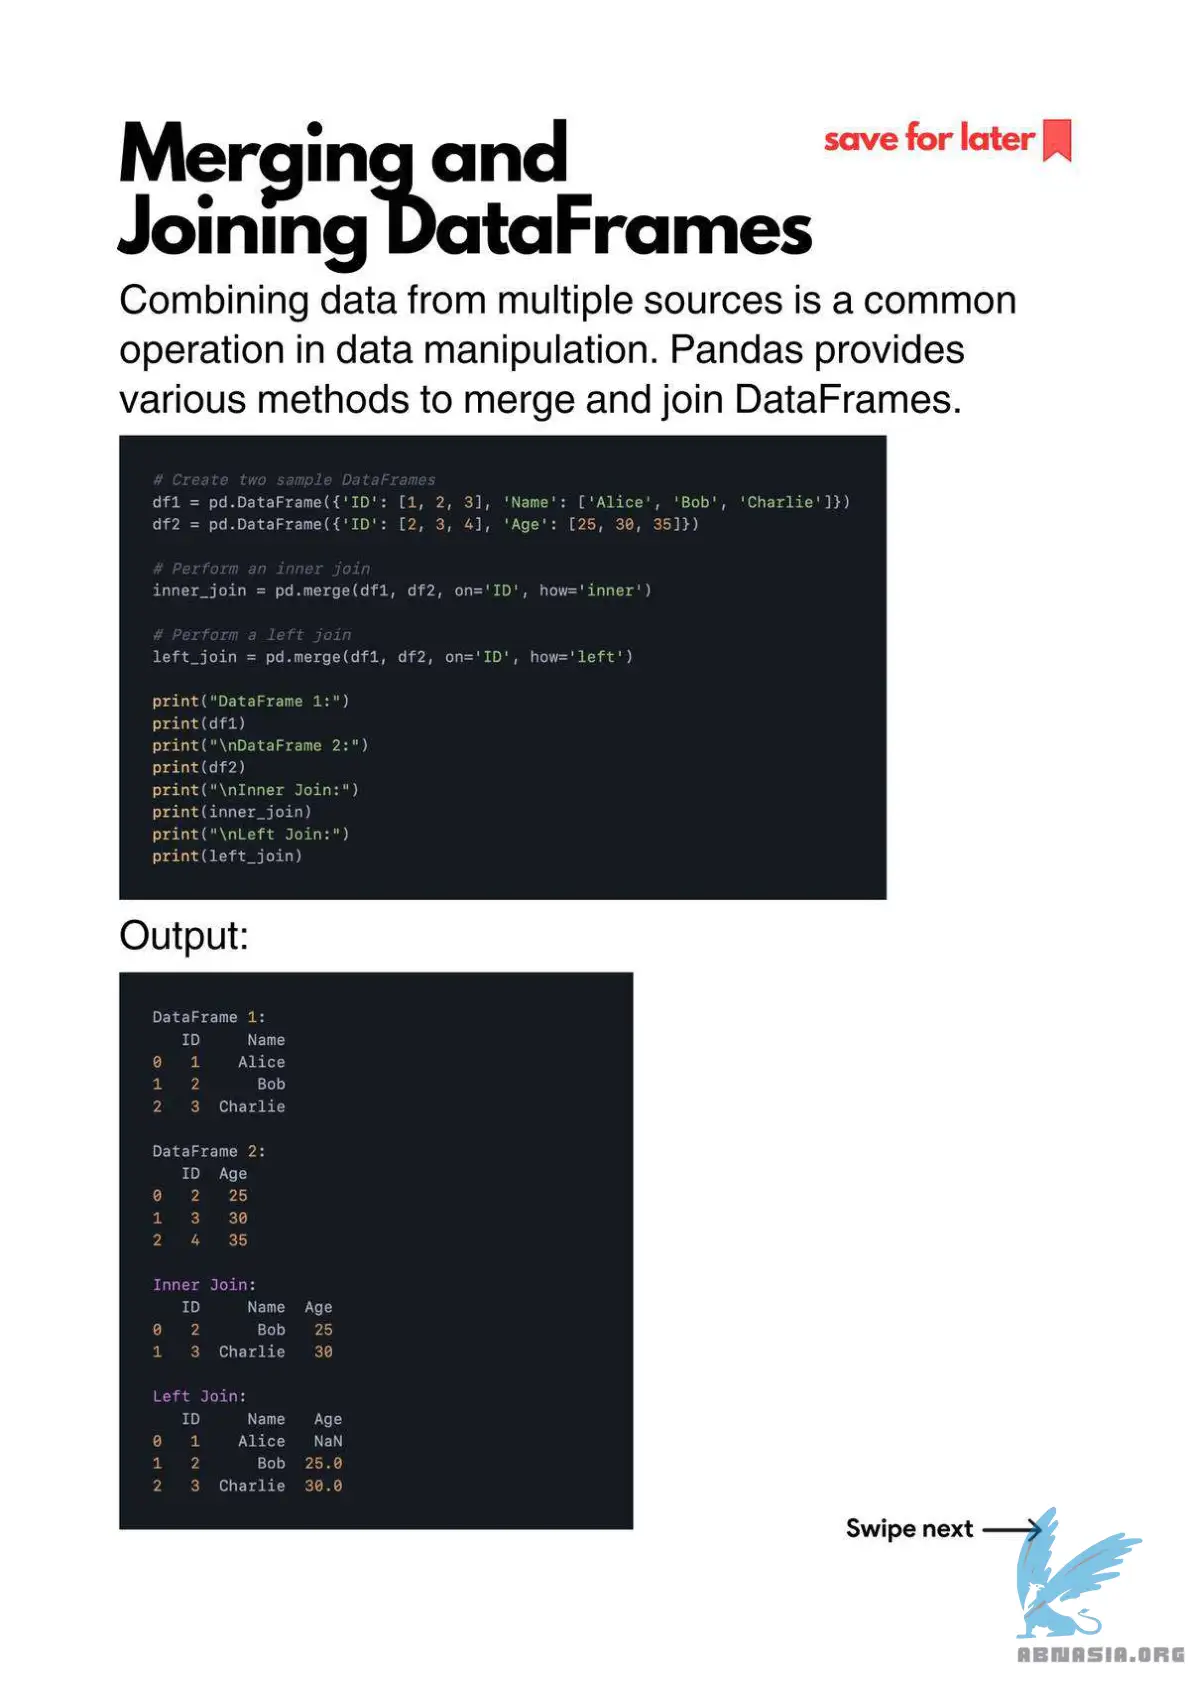 Merging and
Joining DataFrames
save for later
Combining data from multiple sources is a common
operation in data manipulation. Pandas provides
various methods to merge and join DataFrames.
# Create two sample DataFrames
df1 = pd.DataFrame({'ID': [1, 2, 3], 'Name': ['Alice', 'Bob', 'Charlie']})
df2 = pd.DataFrame({'ID': [2, 3, 4], 'Age': [25, 30, 35]})
# Perform an inner join
inner_join = pd.merge(df1, df2, on='ID', how='inner')
# Perform a left join
left_join = pd.merge(df1, df2, on='ID', how='left')
print("DataFrame 1:")
print(df1)
print("\nDataFrame 2:")
print(df2)
print("\nInner Join:")
print(inner_join)
print("\nLeft Join:")
print(left_join)
Output:
DataFrame 1:
   ID     Name
0   1    Alice
1   2      Bob
2   3  Charlie
DataFrame 2:
   ID  Age
0   2   25
1   3   30
2   4   35
Inner Join:
   ID     Name  Age
0   2      Bob   25
1   3  Charlie   30
Left Join:
   ID     Name   Age
0   1    Alice   NaN
1   2      Bob  25.0
2   3  Charlie  30.0
Swipe next
ABNASIA.ORG